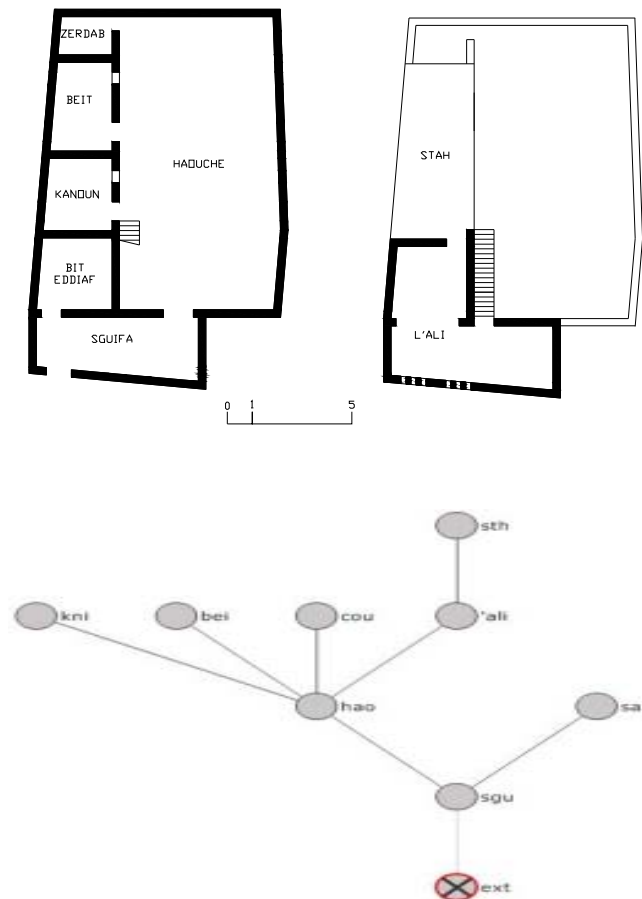 ZERDAB
BEIT
KANOUN
BIT
EDDIAF
HAOUCHE
SGUIFA
STAH
L'ALI
0 1 5
sth
kni bei cou 'ali
hao sa
sgu
ext